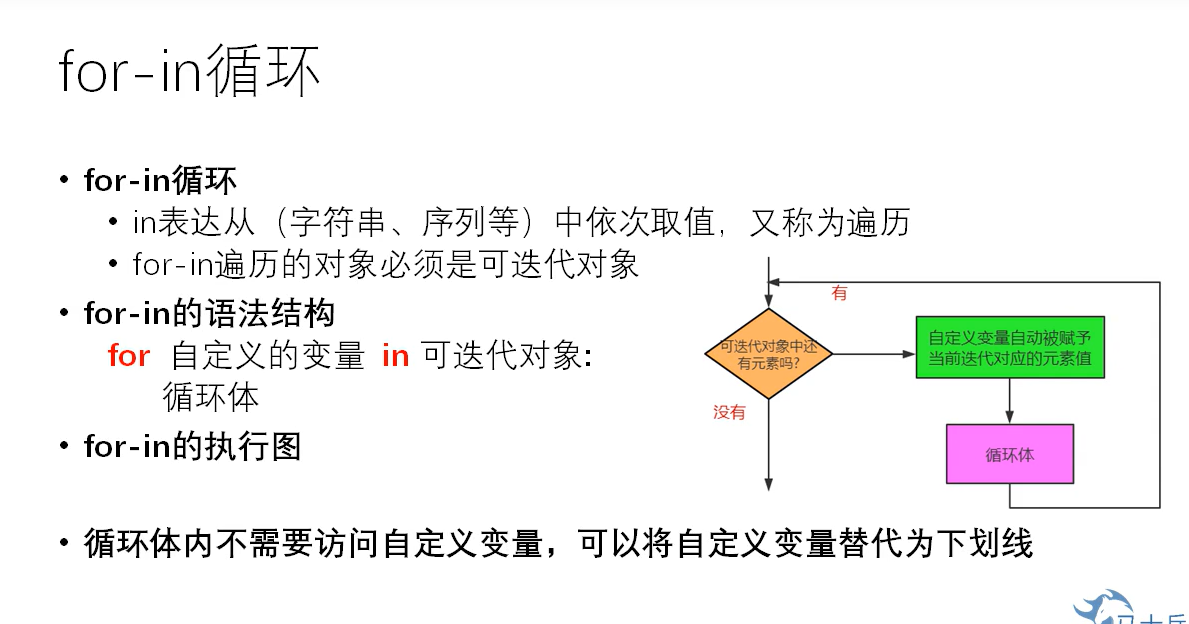 for-in循环
• for-in循环
• in表达从（字符串、序列等）中依次取值，又称为遍历
• for-in遍历的对象必须是可迭代对象
• for-in的语法结构
for 自定义的变量 in 可迭代对象:
循环体
• for-in的执行图
有
可迭代对象中还
有元素吗?
自定义变量自动被赋予
当前迭代对应的元素值
没有
循环体
• 循环体内不需要访问自定义变量，可以将自定义变量替代为下划线